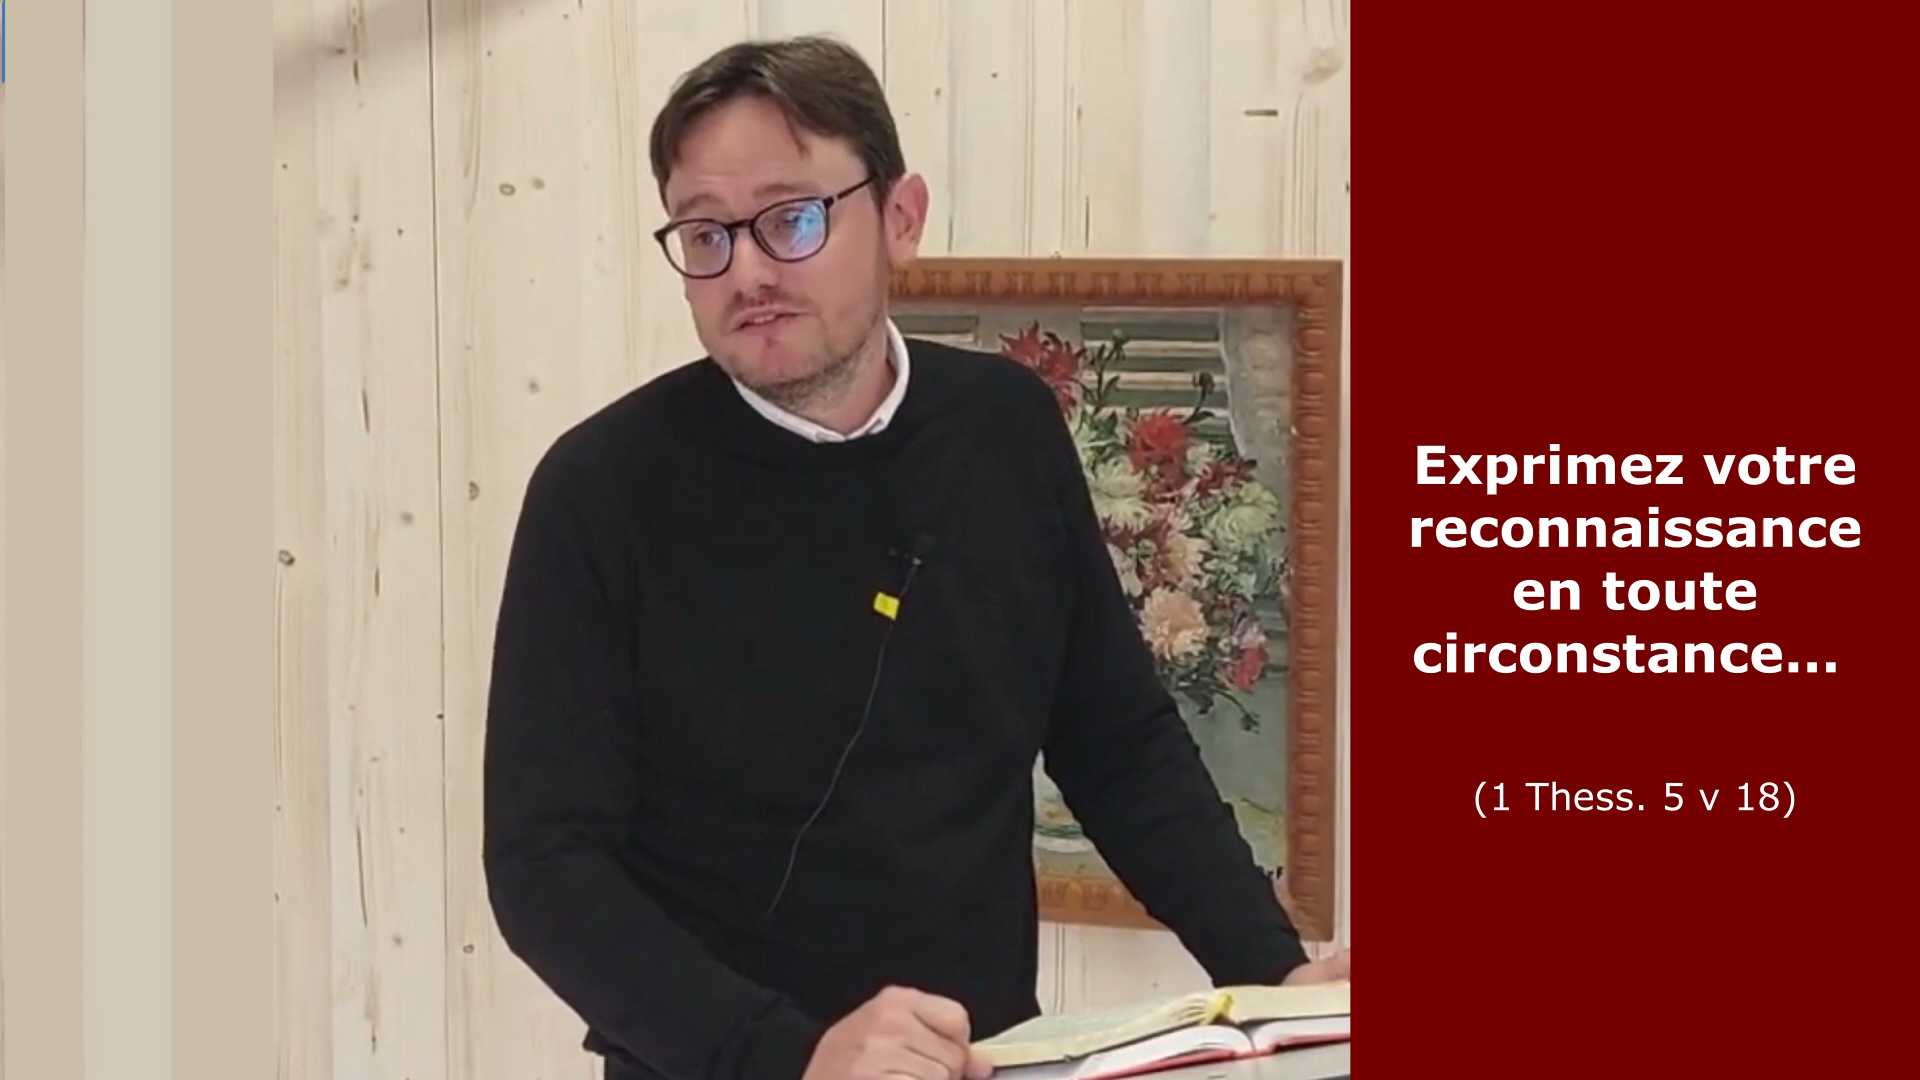 Exprimez votre
reconnaissance
en toute
circonstance...
(1 Thess. 5 v 18)